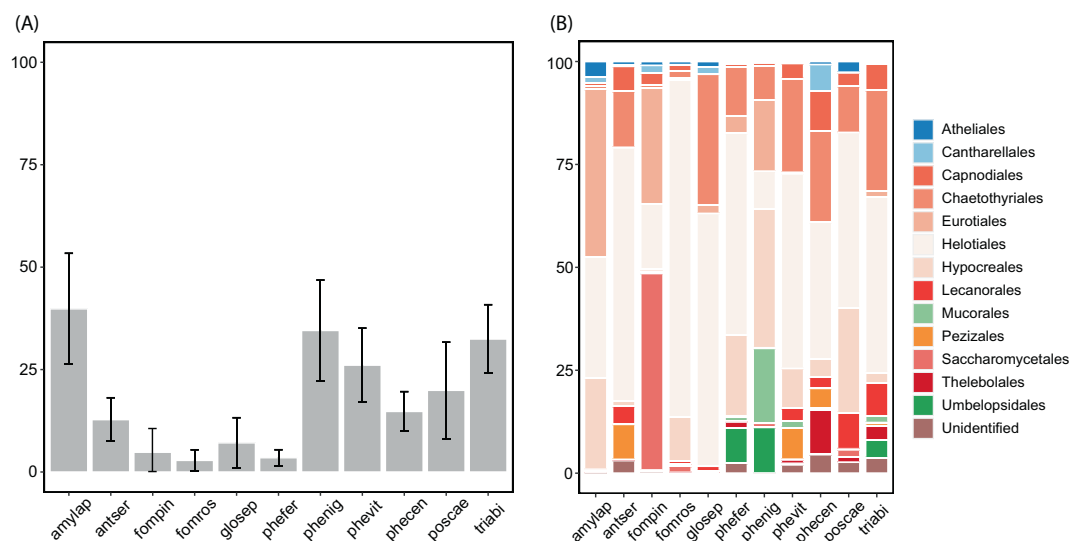 (A)
100
75
50
25
0
amylap
antser
fompin
fomros
glosep
phefer
phenig
phevit
phecen
poscae
triabi
(B)
100
75
50
25
0
amylap
antser
fompin
fomros
glosep
phefer
phenig
phevit
phecen
poscae
triabi
Atheliales
Cantharellales
Capnodiales
Chaetothyriales
Eurotiales
Helotiales
Hypocreales
Lecanorales
Mucorales
Pezizales
Saccharomycetales
Thelebolales
Umbelopsidales
Unidentified